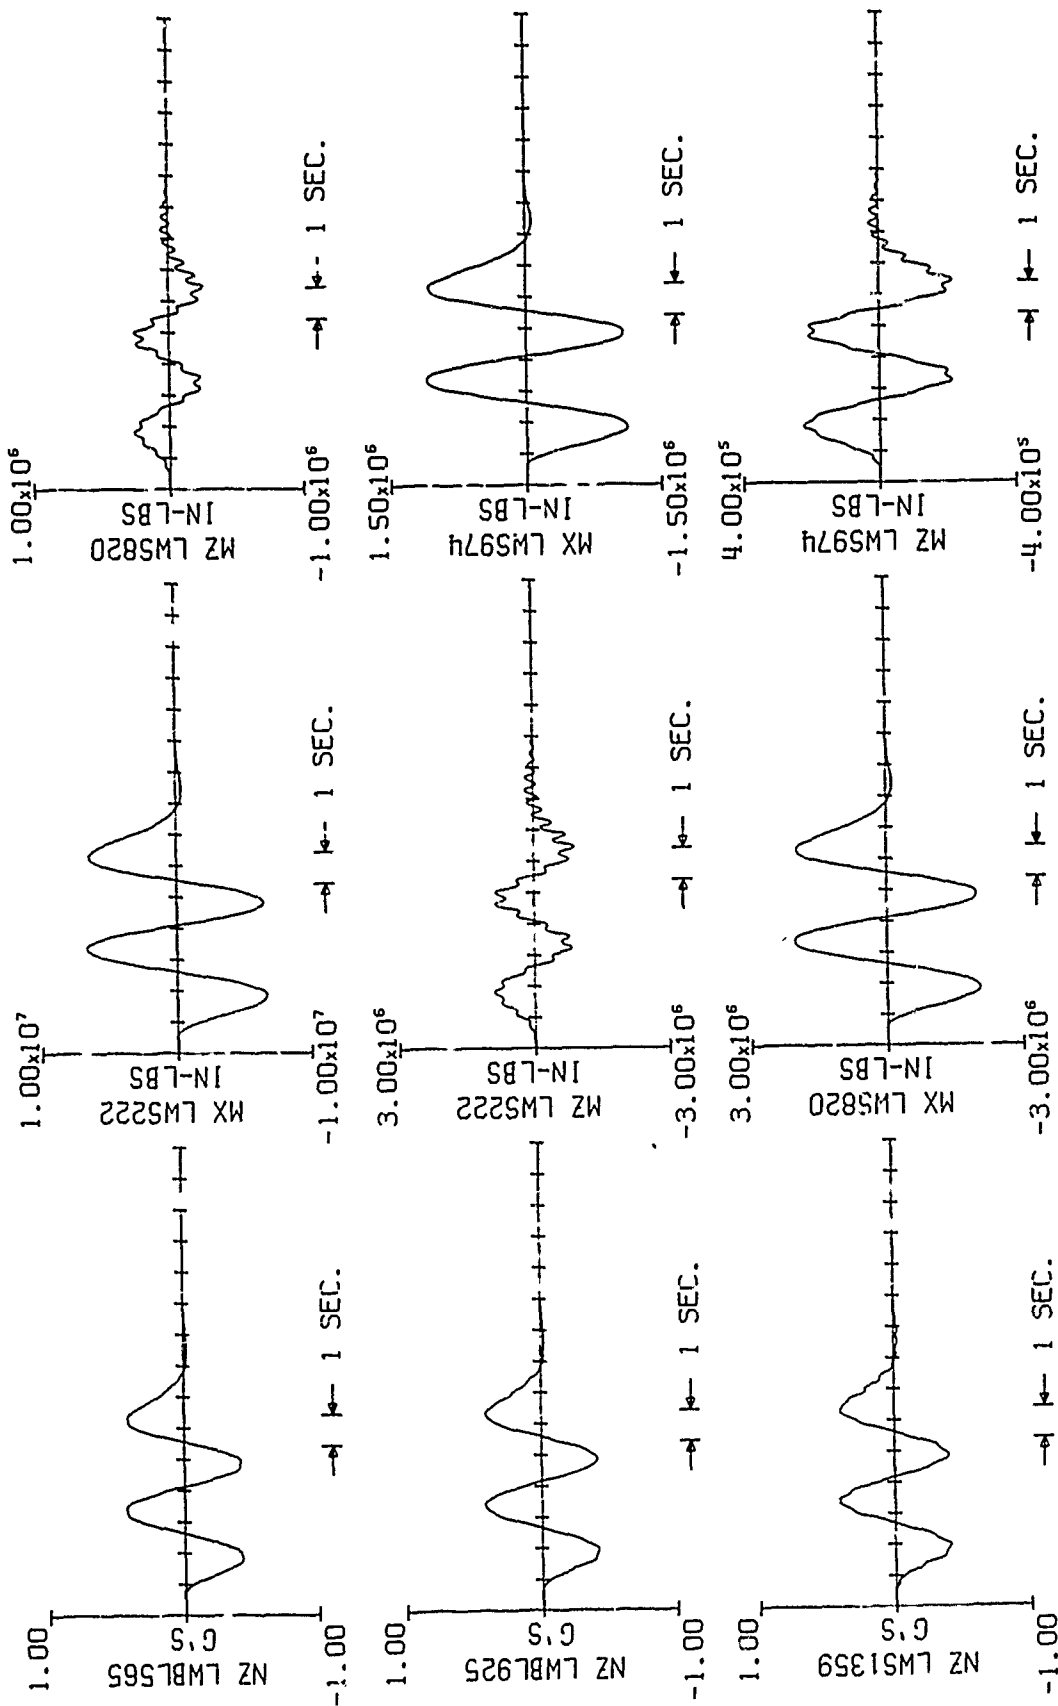 1.00
NZ LWBL565
G'S
-1.00
1 SEC.
1.00
NZ LWBL925
G'S
-1.00
1 SEC.
1.00
NZ LWS1359
G'S
-1.00
1 SEC.
1.00x10⁷
MX LWS222
IN-LBS
-1.00x10⁷
1 SEC.
3.00x10⁶
MZ LWS222
IN-LBS
-3.00x10⁶
1 SEC.
3.00x10⁶
MX LWS820
IN-LBS
-3.00x10⁶
1 SEC.
1.00x10⁶
MZ LWS820
IN-LBS
-1.00x10⁶
1 SEC.
1.50x10⁶
MX LWS974
IN-LBS
-1.50x10⁶
1 SEC.
4.00x10⁵
MZ LWS974
IN-LBS
-4.00x10⁵
1 SEC.